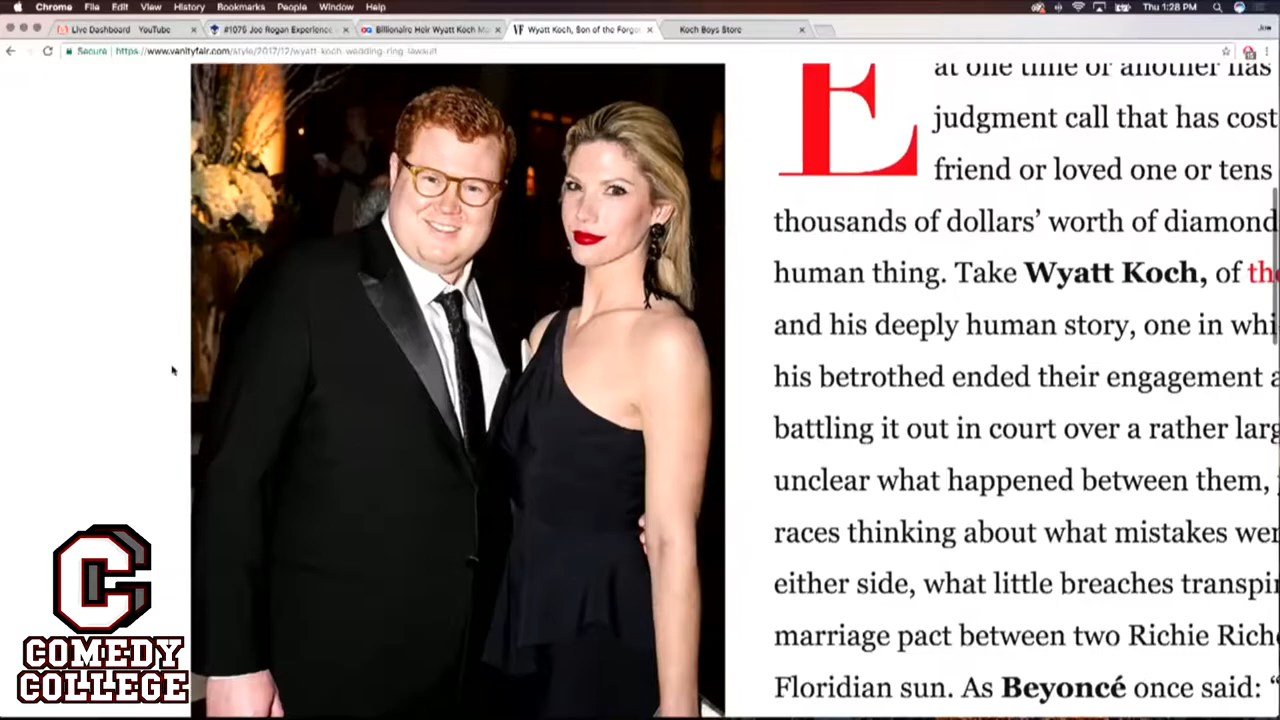 Chrome File Edit View History Bookmarks People Window Help
Thu 1:28 PM
Live Dashboard YouTube
#1075 Joe Rogan Experience
Billionaire Heir Wyatt Koch M
Wyatt Koch, Son of the Forgo
Koch Boys Store
Secure https://www.vanityfair.com/style/2017/12/wyatt-koch-wedding-ring-lawsuit
E
at one time or another has
judgment call that has cost
friend or loved one or tens
thousands of dollars' worth of diamond
human thing. Take Wyatt Koch, of the
and his deeply human story, one in whi
his betrothed ended their engagement a
battling it out in court over a rather larg
unclear what happened between them,
races thinking about what mistakes wer
either side, what little breaches transpi
marriage pact between two Richie Rich
Floridian sun. As Beyoncé once said: "
C
COMEDY
COLLEGE